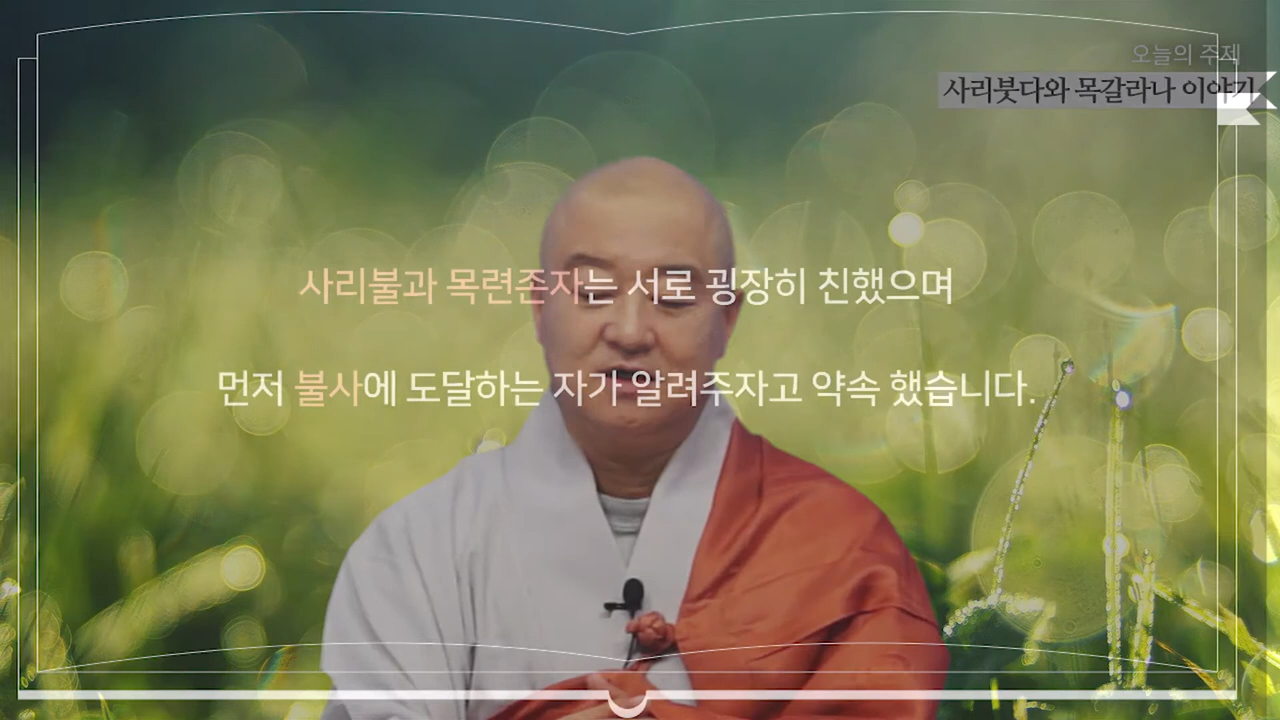 오늘의 주제
사리붓다와 목갈라나 이야기
사리불과 목련존자는 서로 굉장히 친했으며
먼저 불사에 도달하는 자가 알려주자고 약속 했습니다.